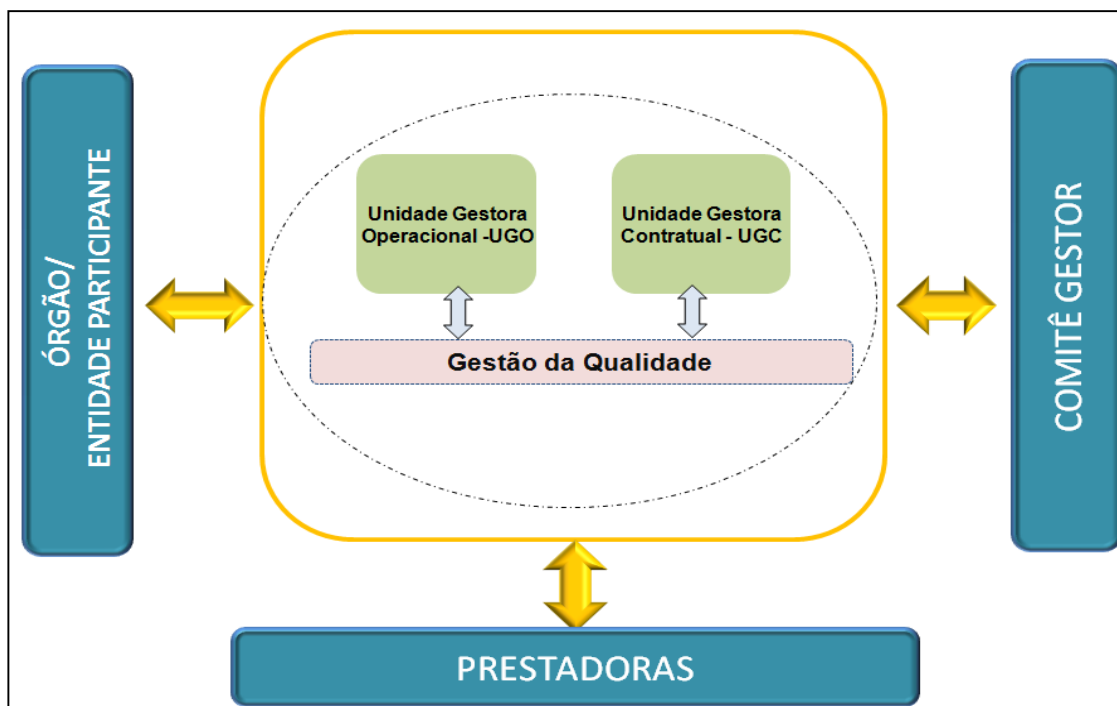 ÓRGÃO/
ENTIDADE PARTICIPANTE
Unidade Gestora
Operacional -UGO
Unidade Gestora
Contratual - UGC
Gestão da Qualidade
COMITÊ GESTOR
PRESTADORAS